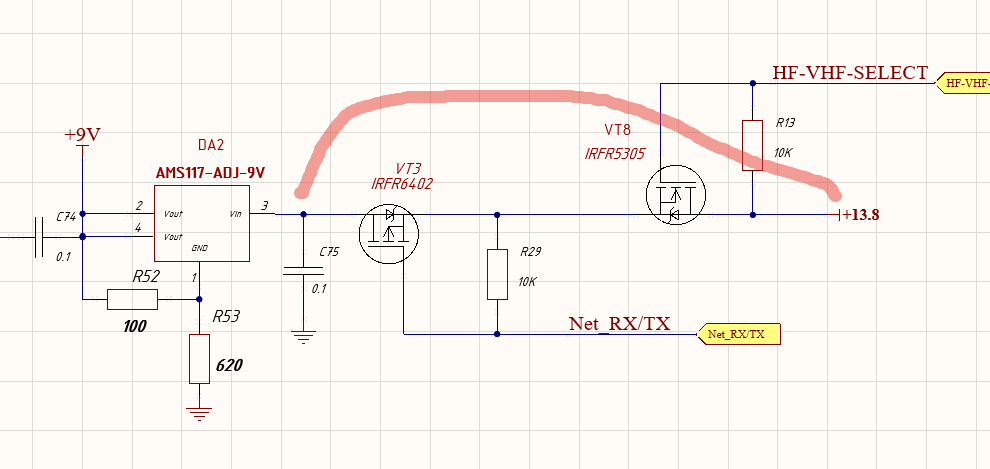 HF-VHF-SELECT
HF-VHF-
+9V
DA2
AMS117-ADJ-9V
VT8
IRFR5305
R13
10K
VT3
IRFR6402
2
Vout
Vin
3
4
Vout
GND
1
C74
0.1
+13.8
C75
0.1
R29
10K
R52
100
R53
620
Net_RX/TX
Net_RX/TX